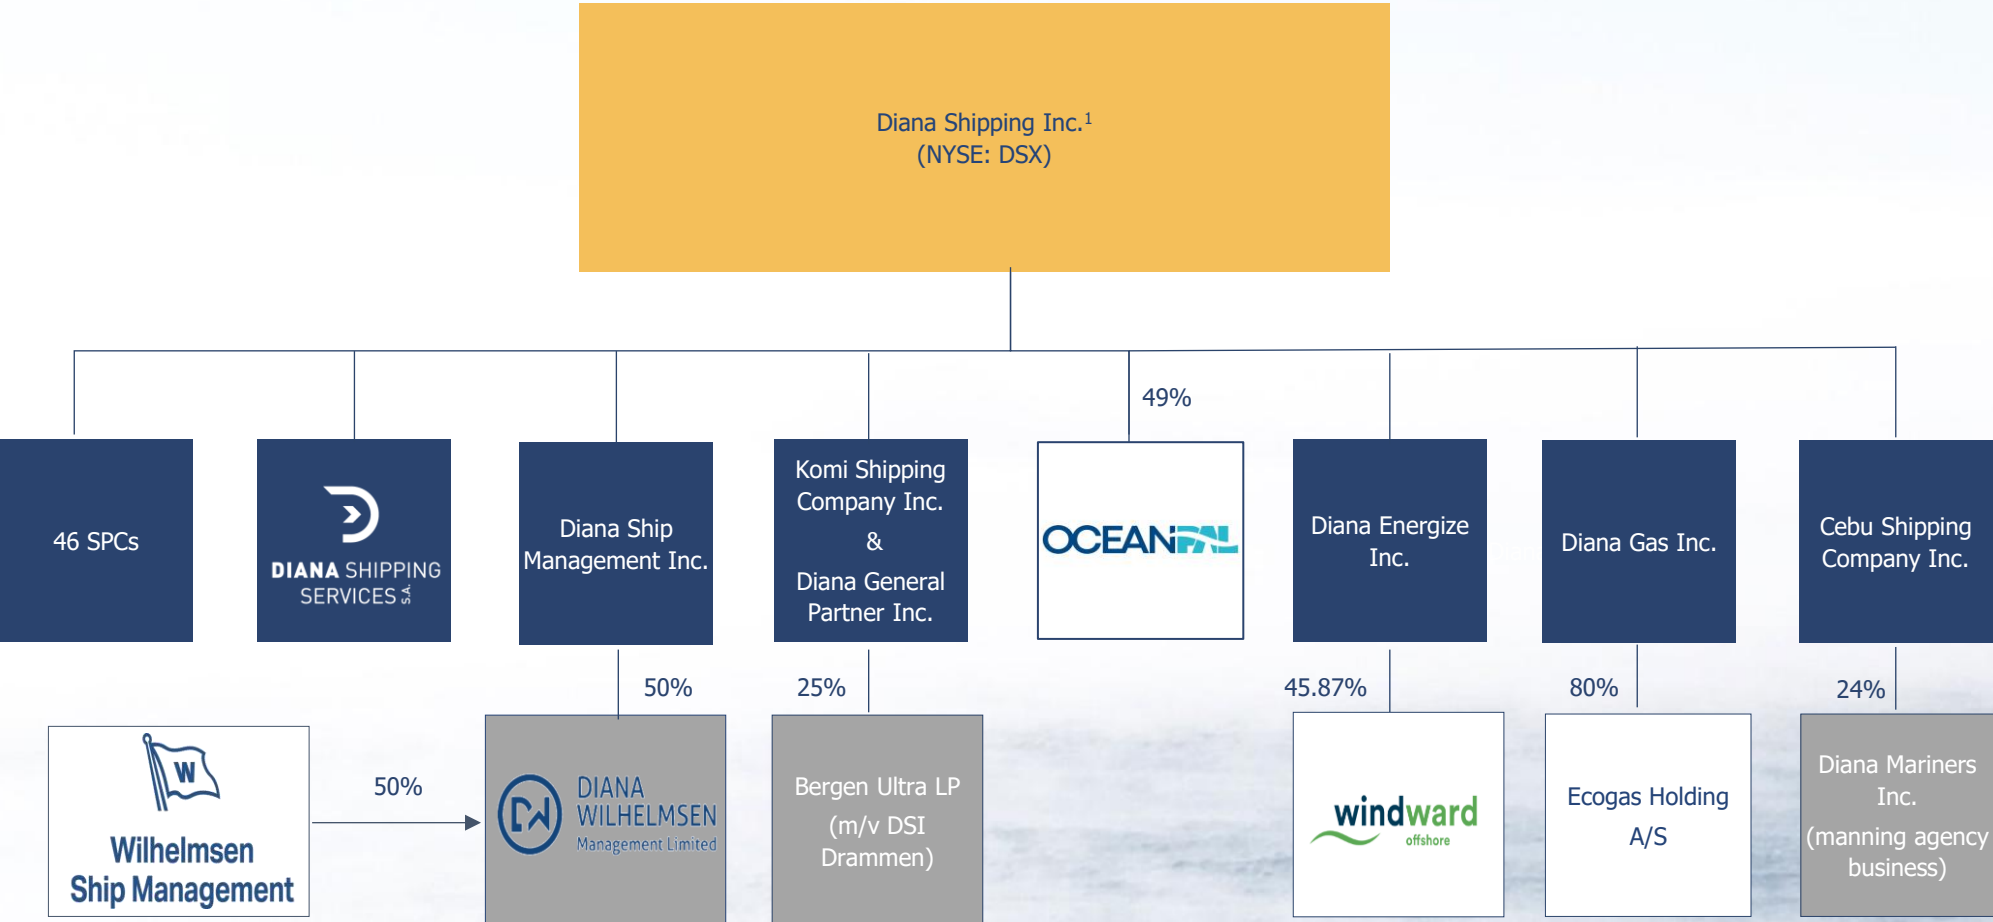 Diana Shipping Inc.¹
(NYSE: DSX)
49%
46 SPCs
DIANA SHIPPING
SERVICES S.A.
Diana Ship
Management Inc.
Komi Shipping
Company Inc.
&
Diana General
Partner Inc.
OCEANPAL
Diana Energize
Inc.
Diana Gas Inc.
Cebu Shipping
Company Inc.
50%
25%
45.87%
80%
24%
W
Wilhelmsen
Ship Management
50%
DW
DIANA
WILHELMSEN
Management Limited
Bergen Ultra LP
(m/v DSI
Drammen)
windward
offshore
Ecogas Holding
A/S
Diana Mariners
Inc.
(manning agency
business)